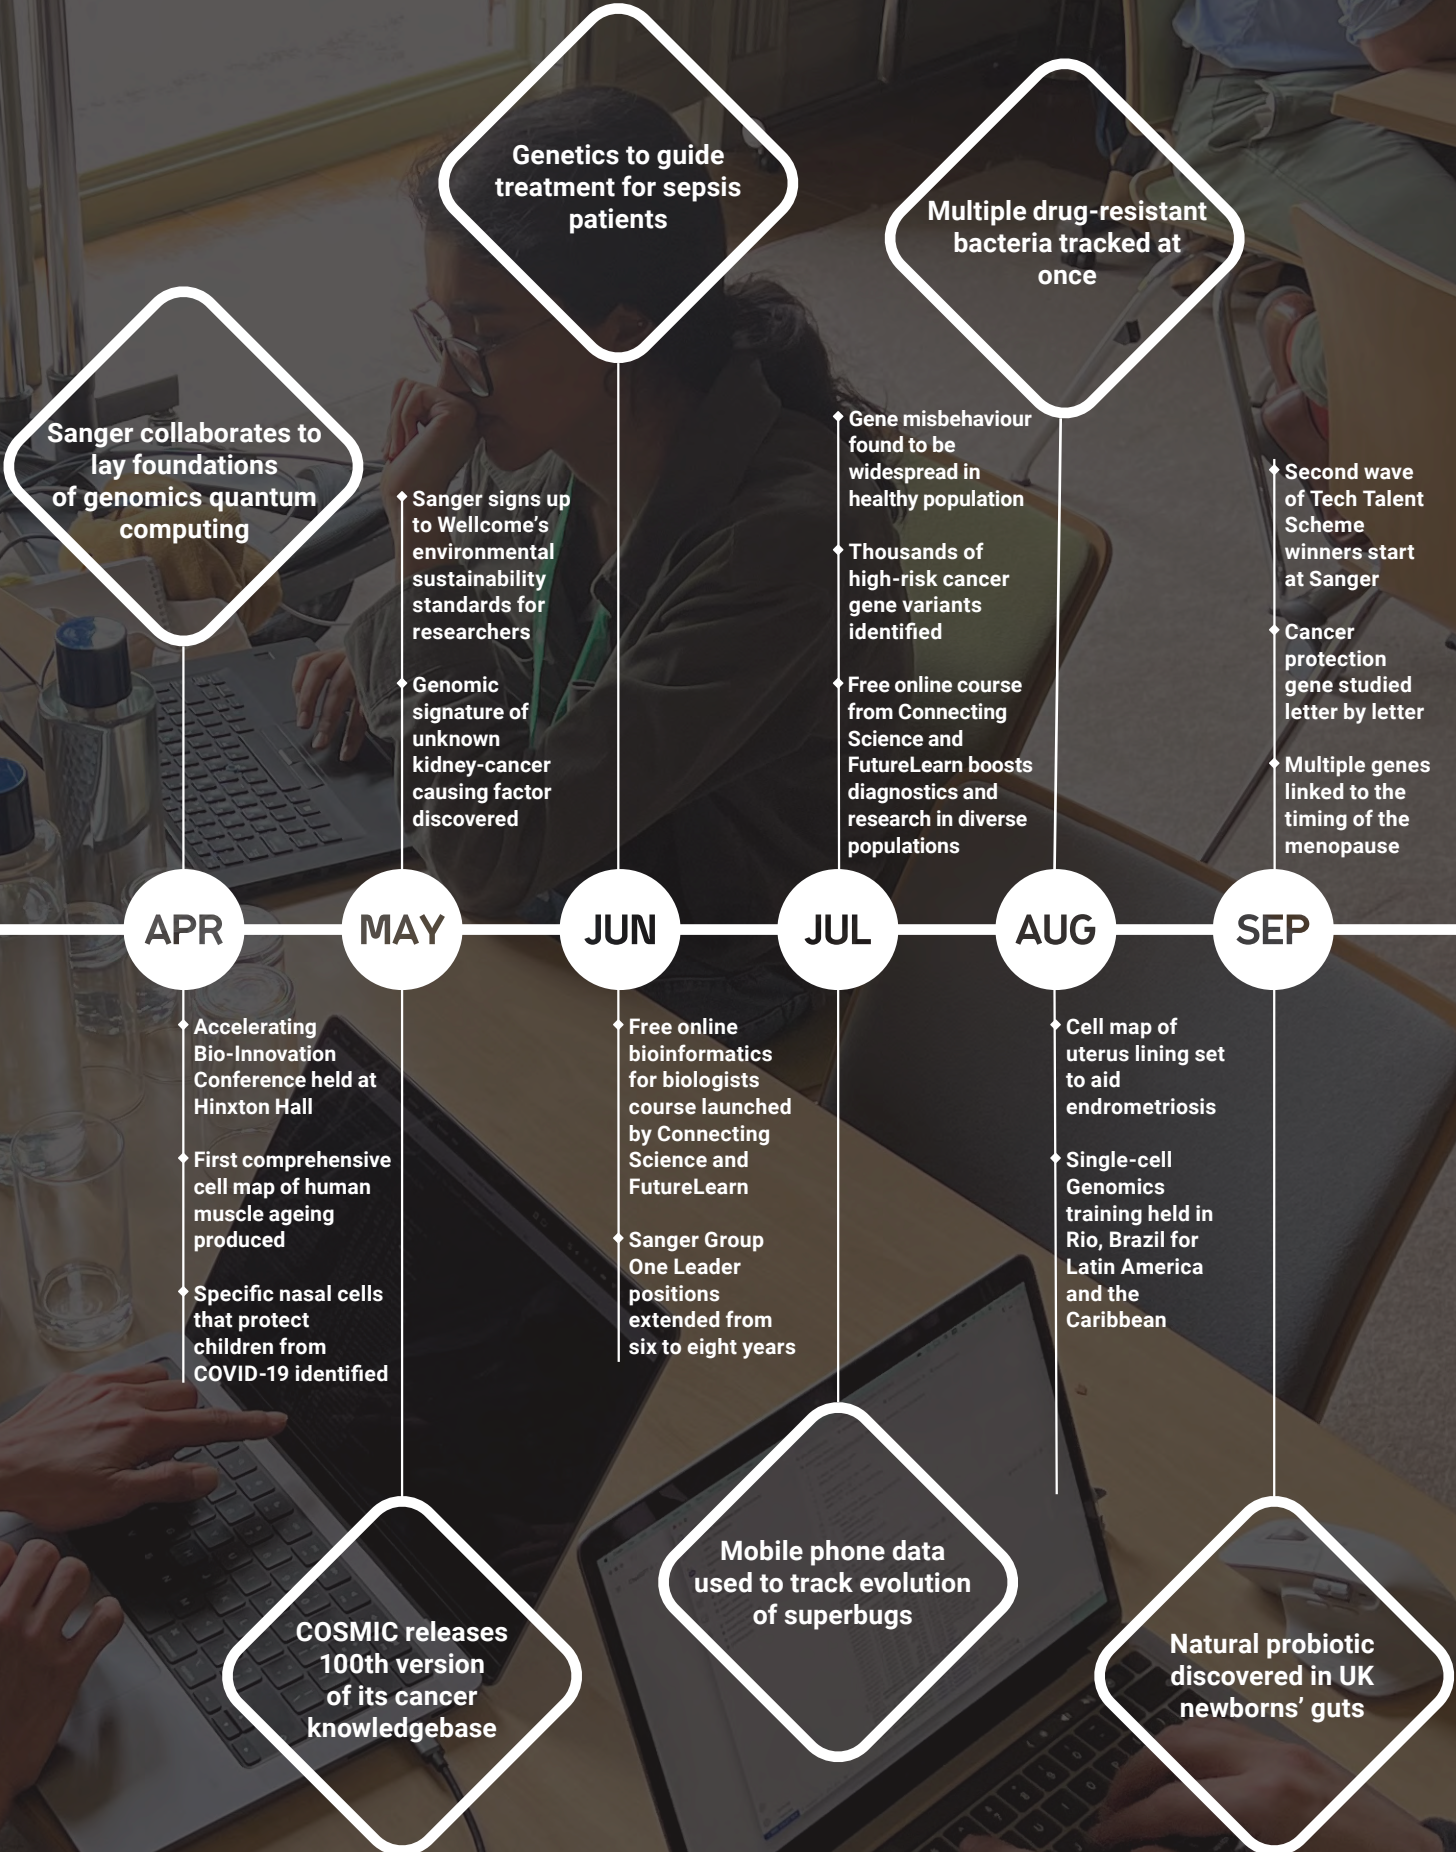 Genetics to guide
treatment for sepsis
patients
Multiple drug-resistant
bacteria tracked at
once
Sanger collaborates to
lay foundations
of genomics quantum
computing
Sanger signs up
to Wellcome’s
environmental
sustainability
standards for
researchers
Genomic
signature of
unknown
kidney-cancer
causing factor
discovered
Gene misbehaviour
found to be
widespread in
healthy population
Thousands of
high-risk cancer
gene variants
identified
Free online course
from Connecting
Science and
FutureLearn boosts
diagnostics and
research in diverse
populations
Second wave
of Tech Talent
Scheme
winners start
at Sanger
Cancer
protection
gene studied
letter by letter
Multiple genes
linked to the
timing of the
menopause
APR
MAY
JUN
JUL
AUG
SEP
Accelerating
Bio-Innovation
Conference held at
Hinxton Hall
First comprehensive
cell map of human
muscle ageing
produced
Specific nasal cells
that protect
children from
COVID-19 identified
Free online
bioinformatics
for biologists
course launched
by Connecting
Science and
FutureLearn
Sanger Group
One Leader
positions
extended from
six to eight years
Cell map of
uterus lining set
to aid
endrometriosis
Single-cell
Genomics
training held in
Rio, Brazil for
Latin America
and the
Caribbean
COSMIC releases
100th version
of its cancer
knowledgebase
Mobile phone data
used to track evolution
of superbugs
Natural probiotic
discovered in UK
newborns’ guts